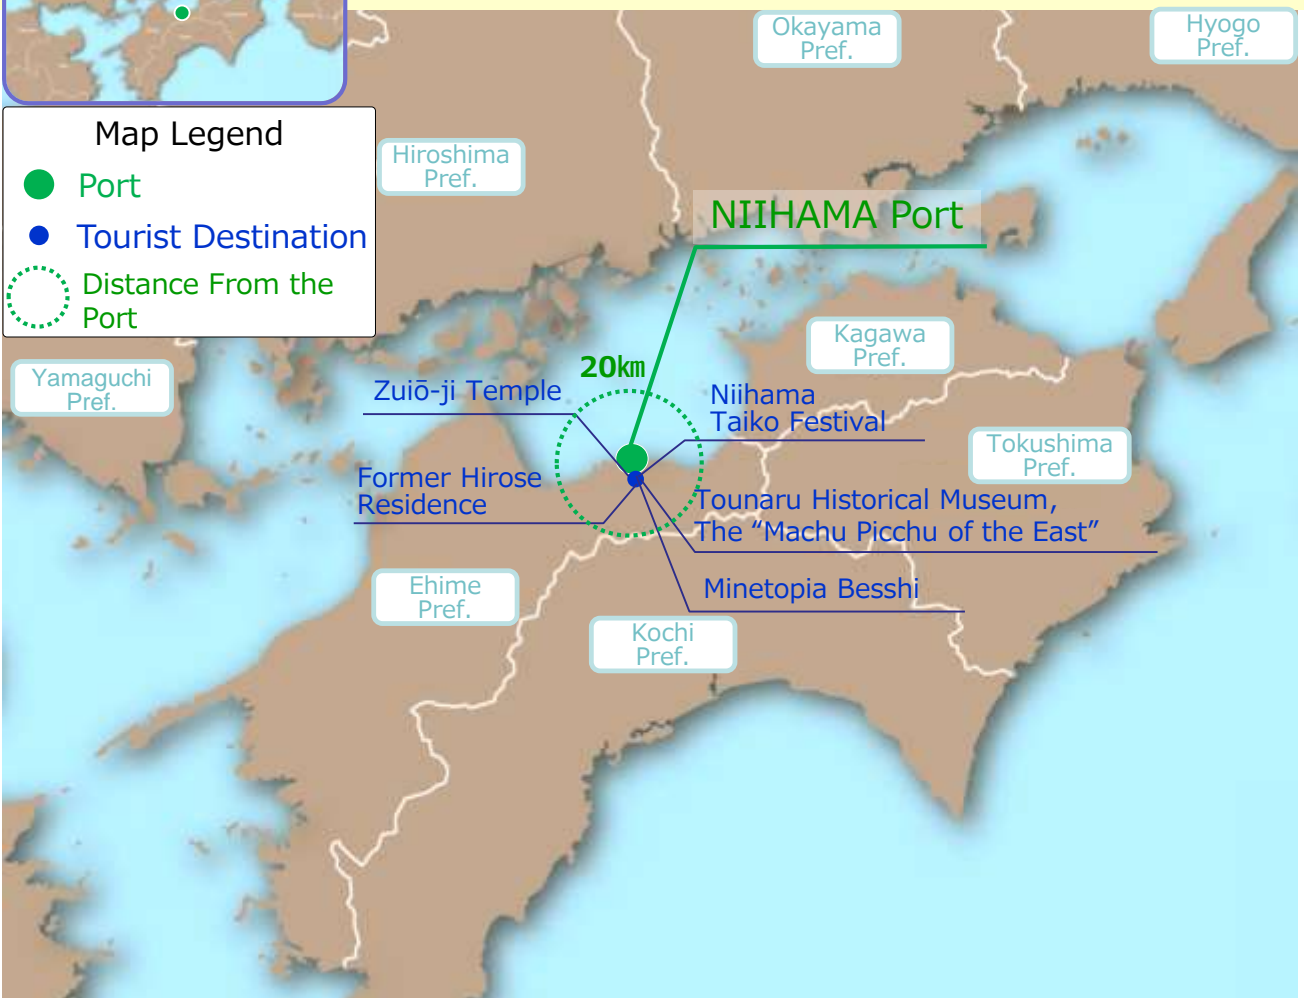 Okayama
Pref.
Hyogo
Pref.
Map Legend
Port
Tourist Destination
Distance From the
Port
Hiroshima
Pref.
NIIHAMA Port
Kagawa
Pref.
Yamaguchi
Pref.
20km
Zuiō-ji Temple
Niihama
Taiko Festival
Tokushima
Pref.
Former Hirose
Residence
Tounaru Historical Museum,
The “Machu Picchu of the East”
Ehime
Pref.
Minetopia Besshi
Kochi
Pref.